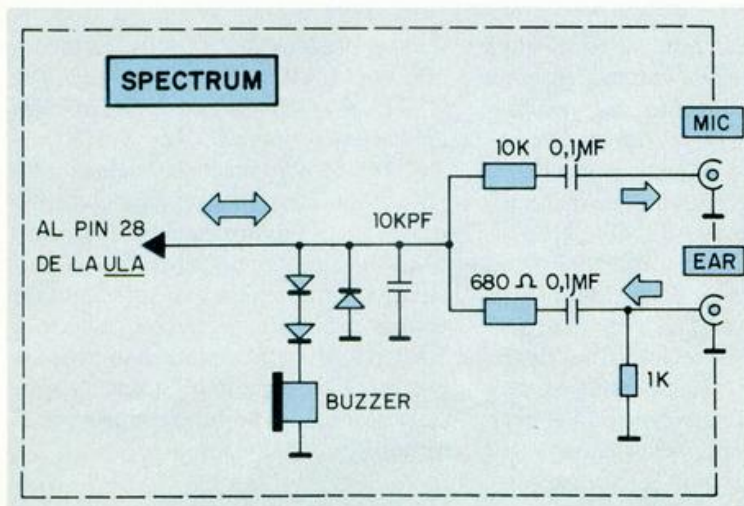 SPECTRUM
MIC
10K 0,1MF
10KPF
AL PIN 28
DE LA ULA
EAR
680 Ω 0,1MF
1K
BUZZER